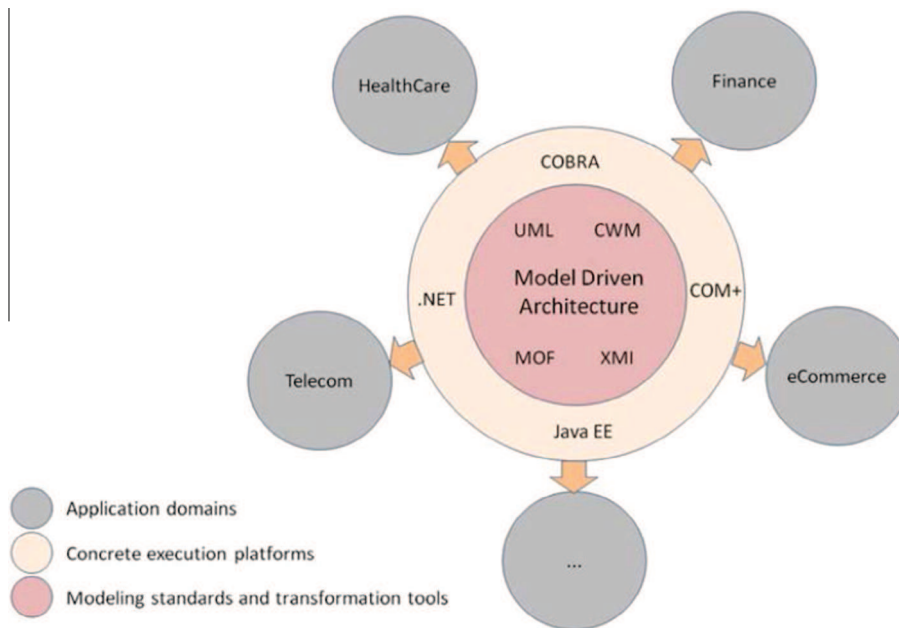 HealthCare
Finance
COBRA
UML
CWM
Model Driven
Architecture
.NET
COM+
MOF
XMI
Telecom
eCommerce
Java EE
...
Application domains
Concrete execution platforms
Modeling standards and transformation tools